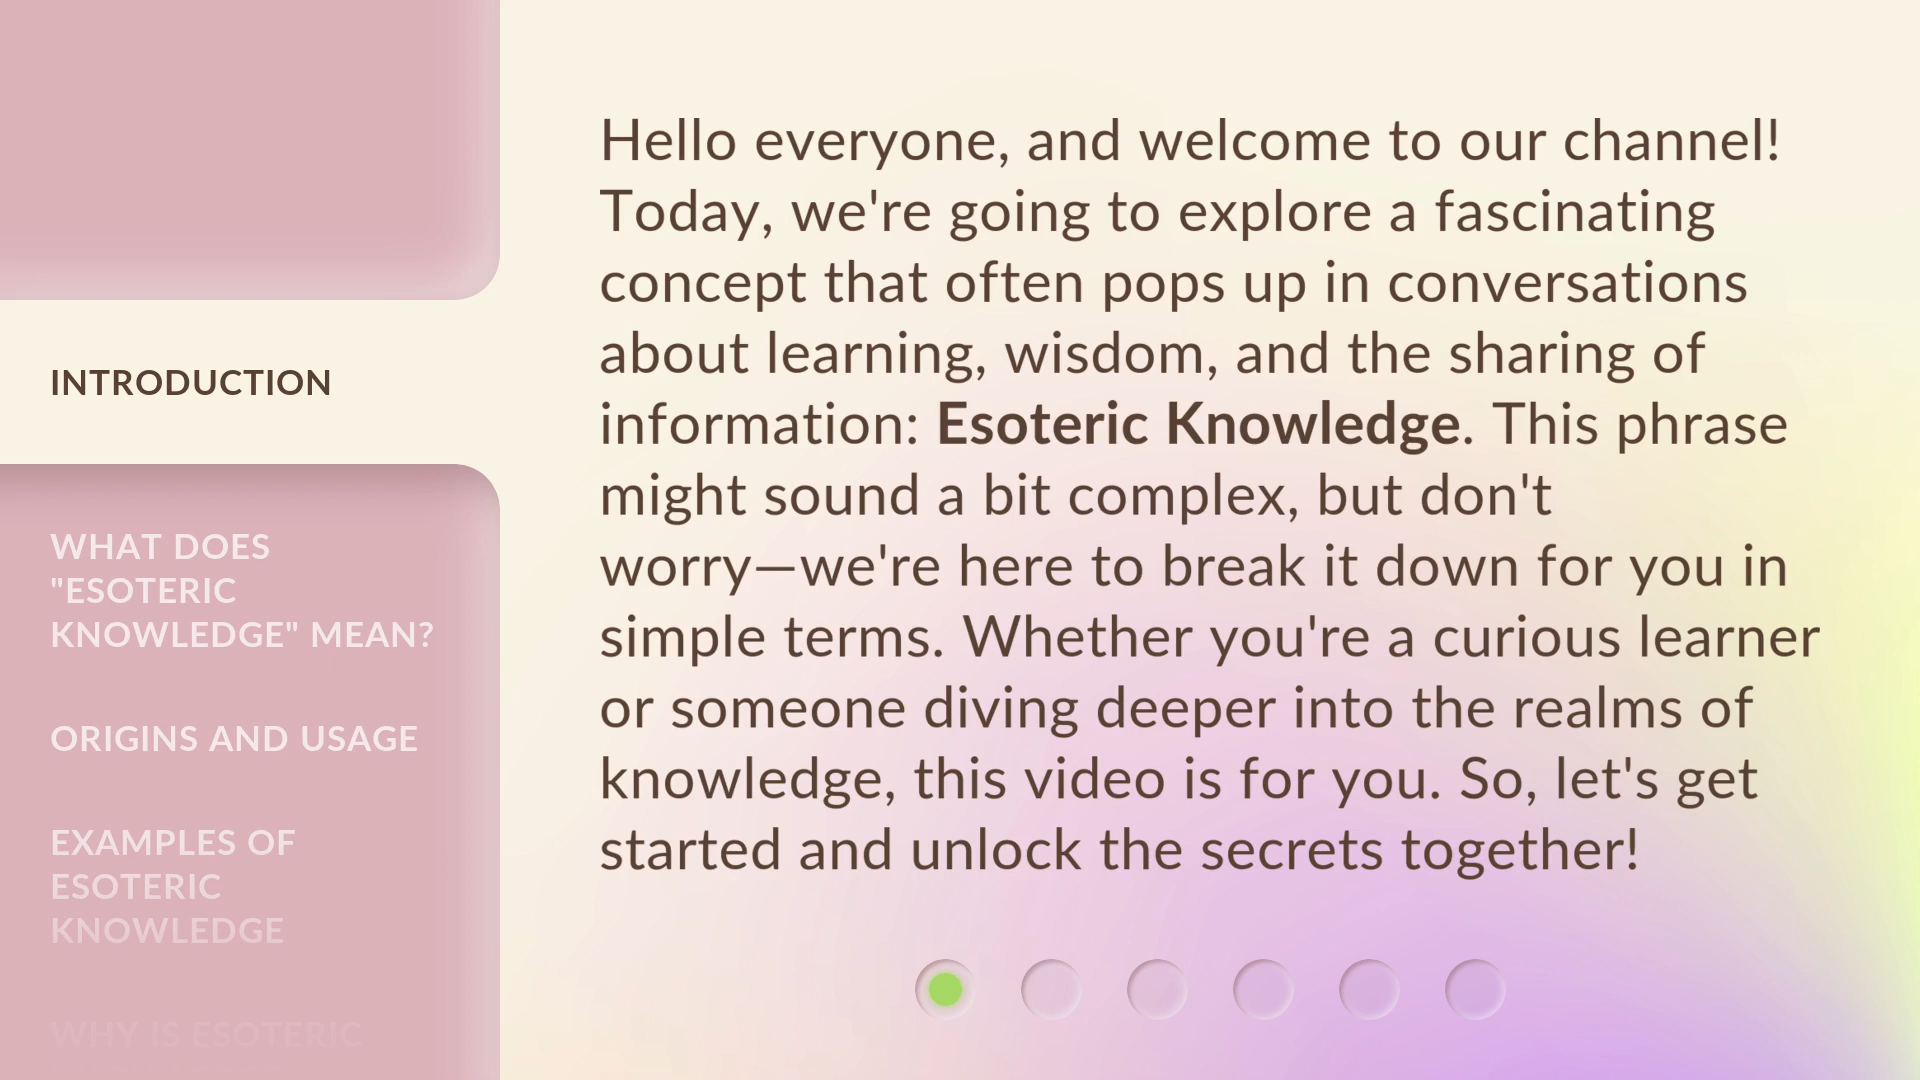 INTRODUCTION
WHAT DOES
"ESOTERIC
KNOWLEDGE" MEAN?
ORIGINS AND USAGE
EXAMPLES OF
ESOTERIC
KNOWLEDGE
WHY IS ESOTERIC
Hello everyone, and welcome to our channel!
Today, we're going to explore a fascinating
concept that often pops up in conversations
about learning, wisdom, and the sharing of
information: Esoteric Knowledge. This phrase
might sound a bit complex, but don't
worry—we're here to break it down for you in
simple terms. Whether you're a curious learner
or someone diving deeper into the realms of
knowledge, this video is for you. So, let's get
started and unlock the secrets together!